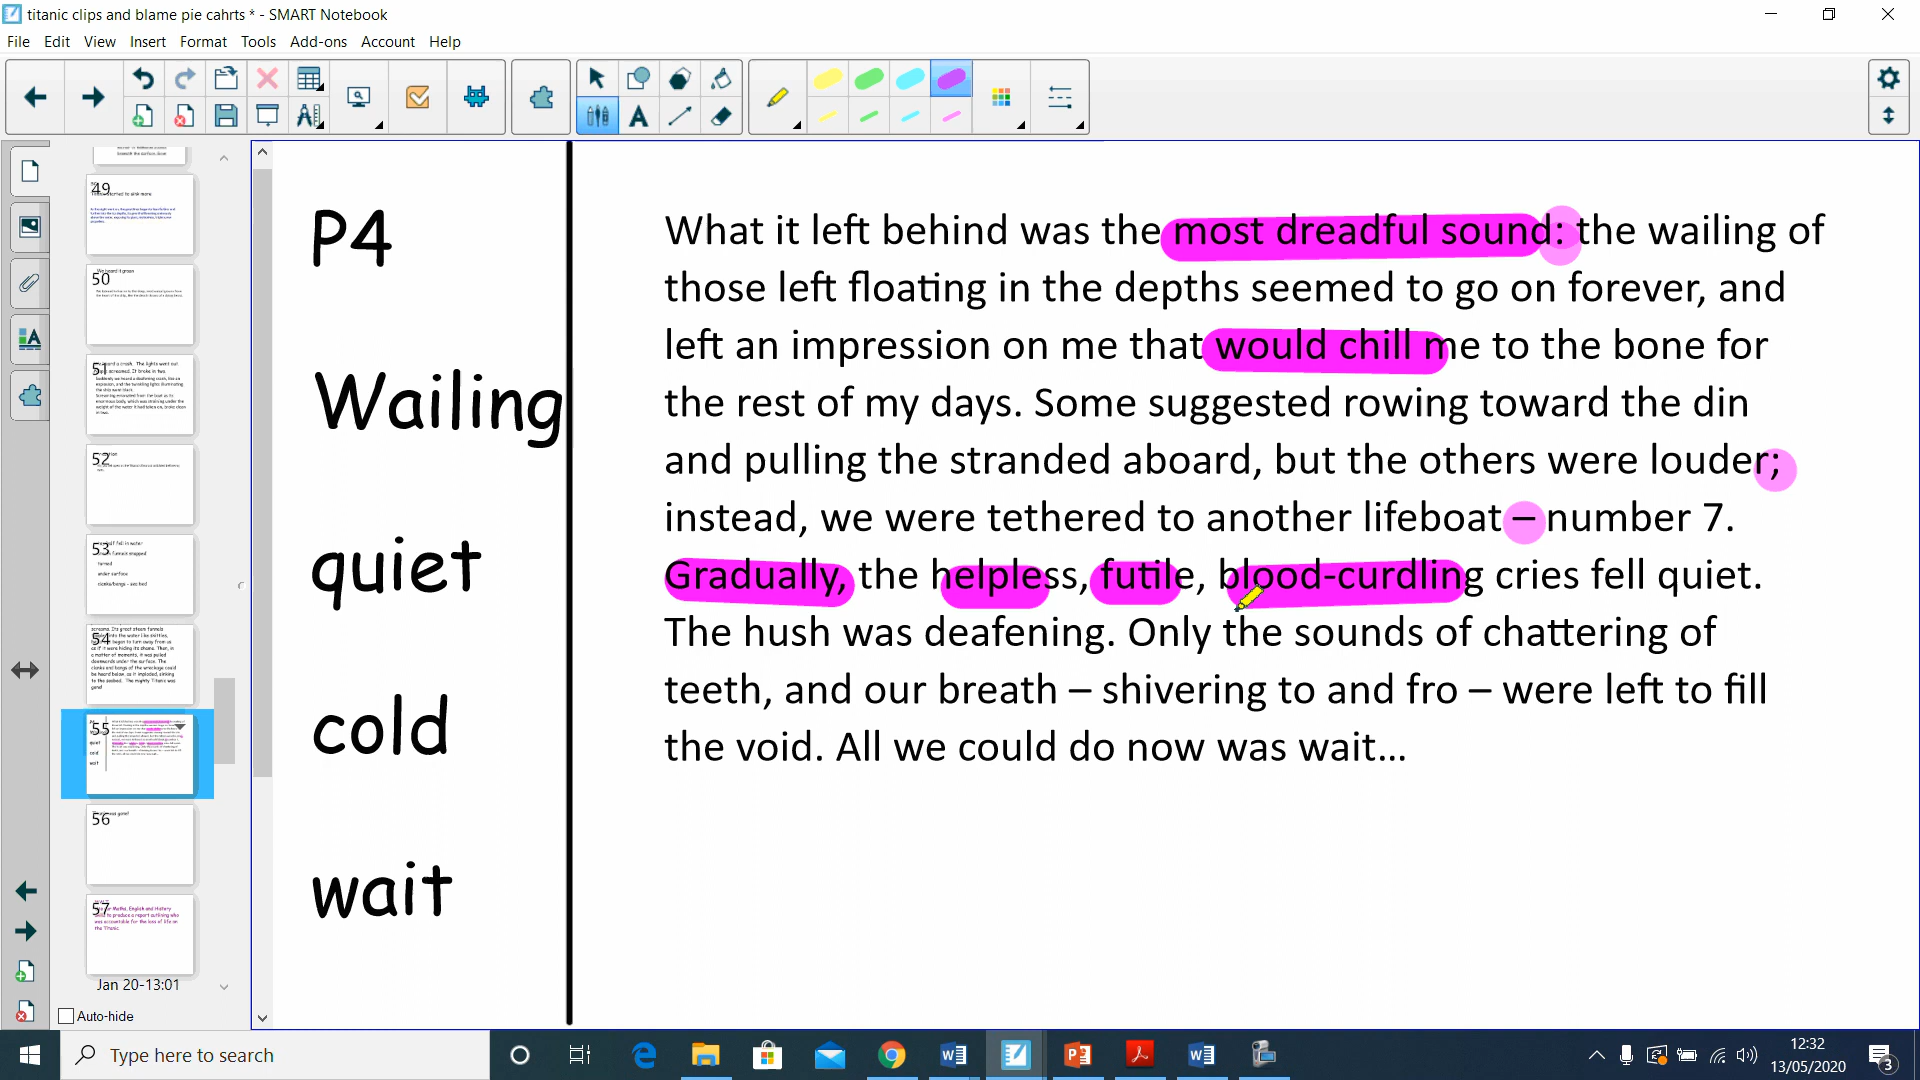 titanic clips and blame pie cahrts * - SMART Notebook
File Edit View Insert Format Tools Add-ons Account Help
49
50
51
52
53
54
55
56
57
Jan 20-13:01
Auto-hide
P4
Wailing
quiet
cold
wait
What it left behind was the most dreadful sound: the wailing of
those left floating in the depths seemed to go on forever, and
left an impression on me that would chill me to the bone for
the rest of my days. Some suggested rowing toward the din
and pulling the stranded aboard, but the others were louder;
instead, we were tethered to another lifeboat – number 7.
Gradually, the helpless, futile, blood-curdling cries fell quiet.
The hush was deafening. Only the sounds of chattering of
teeth, and our breath – shivering to and fro – were left to fill
the void. All we could do now was wait...
Type here to search
12:32
13/05/2020
3